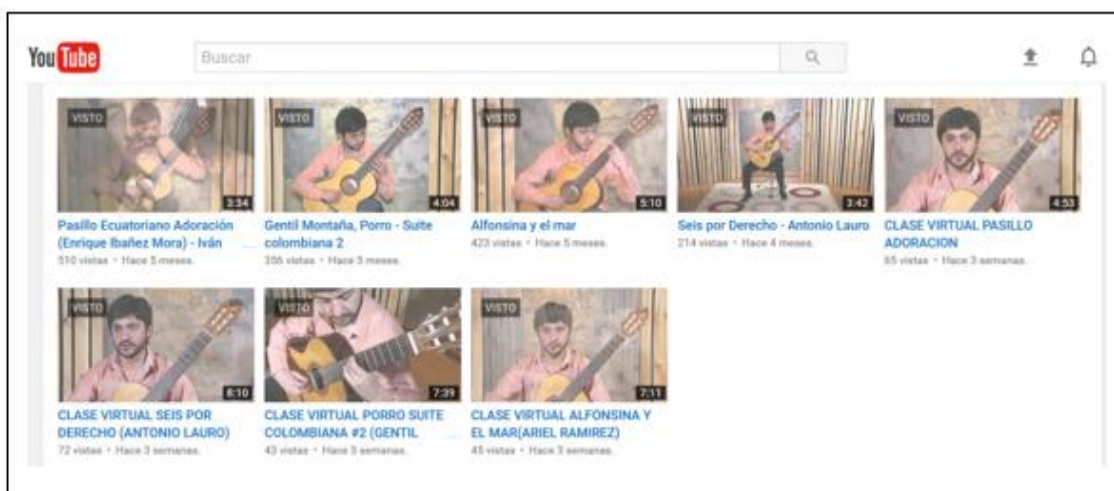 YouTube
Buscar
VISTO
3:34
VISTO
4:04
VISTO
5:10
VISTO
3:42
VISTO
4:53
Pasillo Ecuatoriano Adoración
(Enrique Ibañez Mora) - Iván ...
510 vistas • Hace 5 meses.
Gentil Montaña, Porro - Suite
colombiana 2
356 vistas • Hace 5 meses.
Alfonsina y el mar
423 vistas • Hace 5 meses.
Seis por Derecho - Antonio Lauro
214 vistas • Hace 4 meses.
CLASE VIRTUAL PASILLO
ADORACION
65 vistas • Hace 3 semanas.
VISTO
8:10
VISTO
7:39
VISTO
7:11
CLASE VIRTUAL SEIS POR
DERECHO (ANTONIO LAURO)
72 vistas • Hace 3 semanas.
CLASE VIRTUAL PORRO SUITE
COLOMBIANA #2 (GENTIL ...
43 vistas • Hace 3 semanas.
CLASE VIRTUAL ALFONSINA Y
EL MAR(ARIEL RAMIREZ)
45 vistas • Hace 3 semanas.